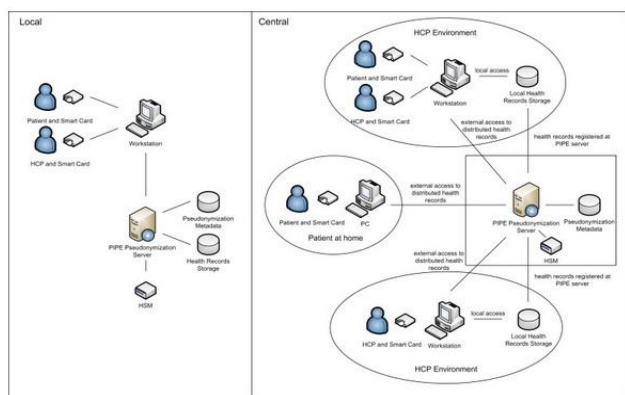 Local
Patient and Smart Card
HCP and Smart Card
Workstation
PIPE Pseudonymization
Server
Pseudonymization
Metadata
Health Records
Storage
HSM
Central
HCP Environment
Patient and Smart Card
HCP and Smart Card
Workstation
local access
Local Health
Records Storage
external access to
distributed health
records
health records registered at
PIPE server
Patient and Smart Card
PC
Patient at home
external access to
distributed health
records
PIPE Pseudonymization
Server
Pseudonymization
Metadata
HSM
external access to
distributed health
records
health records registered at
PIPE server
HCP and Smart Card
Workstation
local access
Local Health
Records Storage
HCP Environment